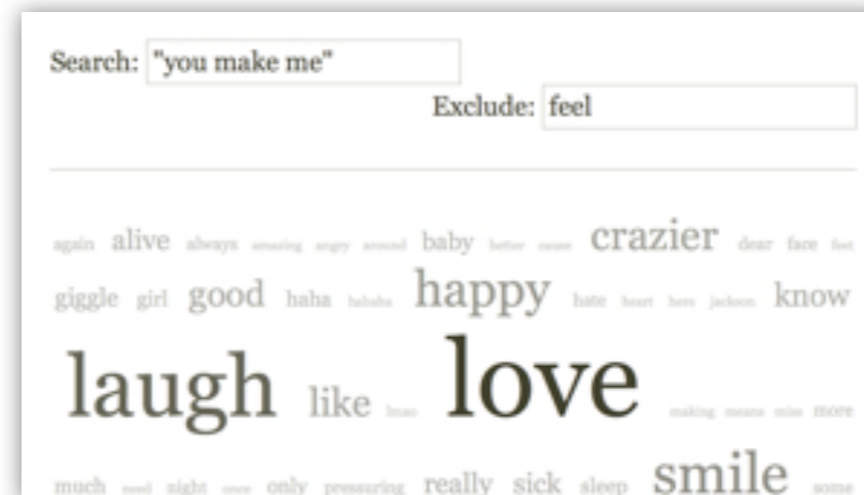 Search: "you make me"
Exclude: feel
again alive always amazing angry around baby better cause crazier dear face feet
giggle girl good haha hahaha happy hate heart here jackson know
laugh like lmao love making means miss more
much need night once only pressuring really sick sleep smile some